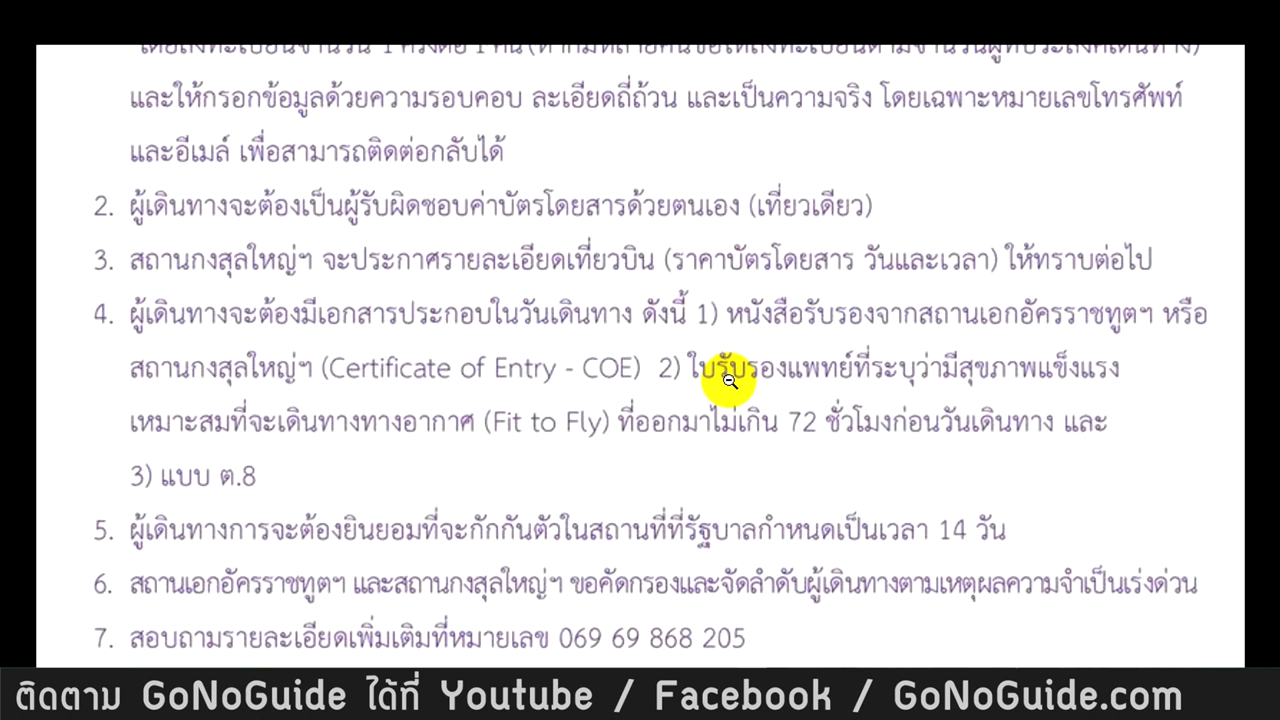 และให้กรอกข้อมูลด้วยความรอบคอบ ละเอียดถี่ถ้วน และเป็นความจริง โดยเฉพาะหมายเลขโทรศัพท์
และอีเมล์ เพื่อสามารถติดต่อกลับได้
2. ผู้เดินทางจะต้องเป็นผู้รับผิดชอบค่าบัตรโดยสารด้วยตนเอง (เที่ยวเดียว)
3. สถานกงสุลใหญ่ฯ จะประกาศรายละเอียดเที่ยวบิน (ราคาบัตรโดยสาร วันและเวลา) ให้ทราบต่อไป
4. ผู้เดินทางจะต้องมีเอกสารประกอบในวันเดินทาง ดังนี้ 1) หนังสือรับรองจากสถานเอกอัครราชทูตฯ หรือ
สถานกงสุลใหญ่ฯ (Certificate of Entry - COE) 2) ใบรับรองแพทย์ที่ระบุว่ามีสุขภาพแข็งแรง
เหมาะสมที่จะเดินทางทางอากาศ (Fit to Fly) ที่ออกมาไม่เกิน 72 ชั่วโมงก่อนวันเดินทาง และ
3) แบบ ต.8
5. ผู้เดินทางการจะต้องยินยอมที่จะกักกันตัวในสถานที่ที่รัฐบาลกำหนดเป็นเวลา 14 วัน
6. สถานเอกอัครราชทูตฯ และสถานกงสุลใหญ่ฯ ขอคัดกรองและจัดลำดับผู้เดินทางตามเหตุผลความจำเป็นเร่งด่วน
7. สอบถามรายละเอียดเพิ่มเติมที่หมายเลข 069 69 868 205
ติดตาม GoNoGuide ได้ที่ Youtube / Facebook / GoNoGuide.com